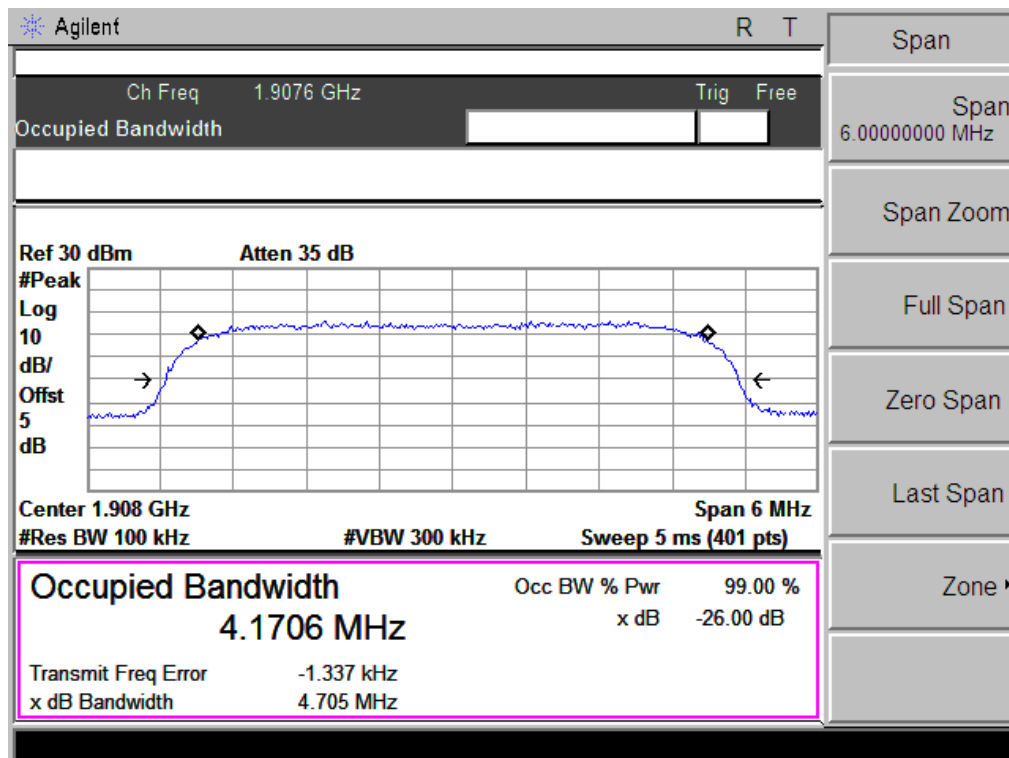 Agilent R T
Ch Freq 1.9076 GHz Trig Free
Occupied Bandwidth
Ref 30 dBm Atten 35 dB
#Peak
Log
10
dB/
Offst
5
dB
Center 1.908 GHz Span 6 MHz
#Res BW 100 kHz #VBW 300 kHz Sweep 5 ms (401 pts)
Occupied Bandwidth
4.1706 MHz
Occ BW % Pwr 99.00 %
x dB -26.00 dB
Transmit Freq Error -1.337 kHz
x dB Bandwidth 4.705 MHz
Span
Span
6.00000000 MHz
Span Zoom
Full Span
Zero Span
Last Span
Zone